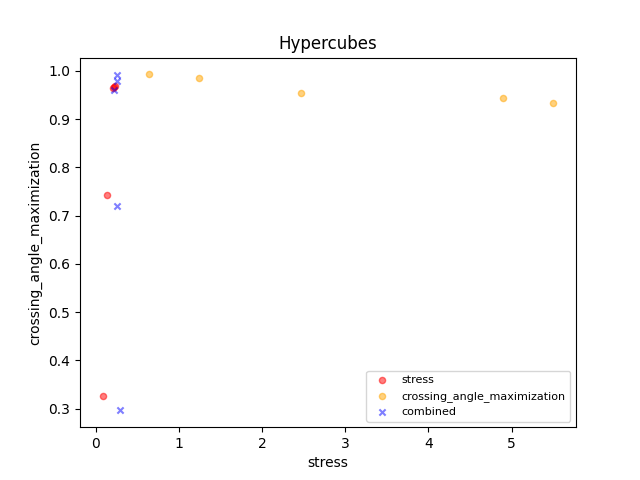 Hypercubes
crossing_angle_maximization
1.0
0.9
0.8
0.7
0.6
0.5
0.4
0.3
0
1
2
3
4
5
stress
stress
crossing_angle_maximization
combined